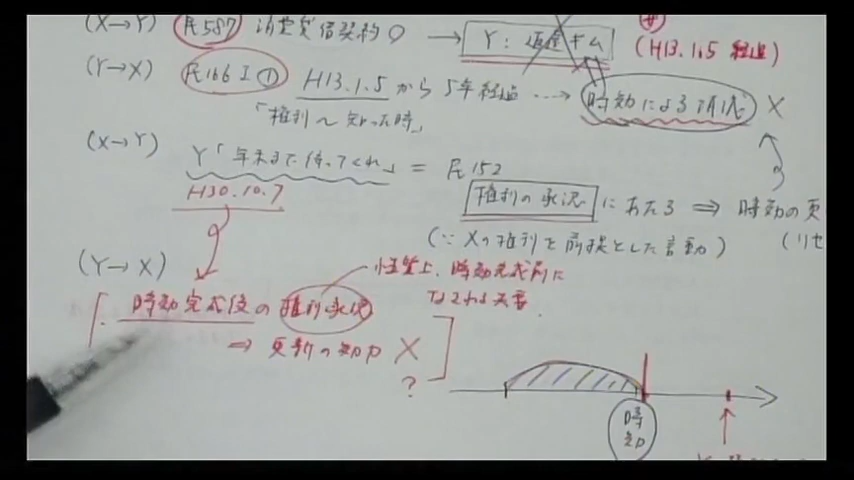 (X→Y) 民587 消費貸借契約 → Y:返還ギム (H13.1.5 経過)
(Y→X) 民166 I ① H13.1.5 から 5年経過 …→ 時効による消滅 X
「権利〜知った時」
(X→Y) Y「年末まで待ってくれ」= 民152
H30.10.7
権利の承認 にあたる ⇒ 時効の更
(∵ Xの権利を前提とした言動) (リセ
(Y→X) 性質上、時効完成前に
なされる
時効完成後の権利承認
⇒ 更新の効力 X
?
時
効